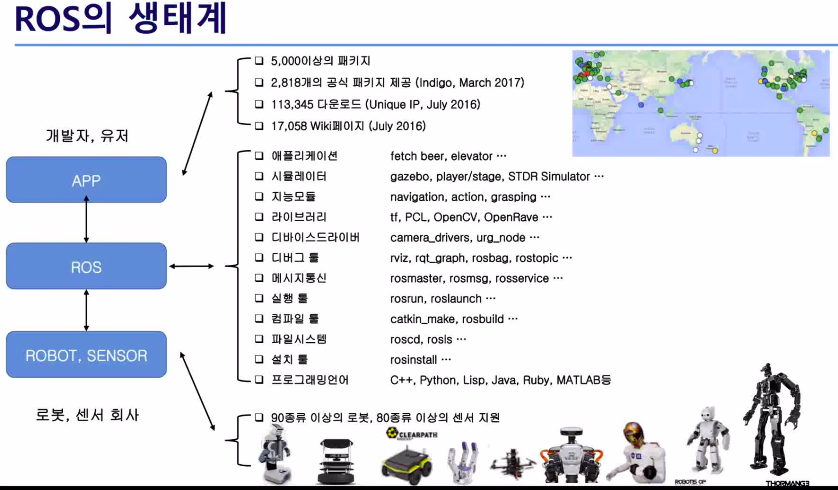 ROS의 생태계
❏ 5,000이상의 패키지
❏ 2,818개의 공식 패키지 제공 (Indigo, March 2017)
❏ 113,345 다운로드 (Unique IP, July 2016)
❏ 17,058 Wiki페이지 (July 2016)
개발자, 유저
APP
ROS
ROBOT, SENSOR
로봇, 센서 회사
❏ 애플리케이션 fetch beer, elevator ···
❏ 시뮬레이터 gazebo, player/stage, STDR Simulator ···
❏ 지능모듈 navigation, action, grasping ···
❏ 라이브러리 tf, PCL, OpenCV, OpenRave ···
❏ 디바이스드라이버 camera_drivers, urg_node ···
❏ 디버그 툴 rviz, rqt_graph, rosbag, rostopic ···
❏ 메시지통신 rosmaster, rosmsg, rosservice ···
❏ 실행 툴 rosrun, roslaunch ···
❏ 컴파일 툴 catkin_make, rosbuild ···
❏ 파일시스템 roscd, rosls ···
❏ 설치 툴 rosinstall ···
❏ 프로그래밍언어 C++, Python, Lisp, Java, Ruby, MATLAB등
❏ 90종류 이상의 로봇, 80종류 이상의 센서 지원
CLEARPATH
ROBOTIS OP
THORMANG3